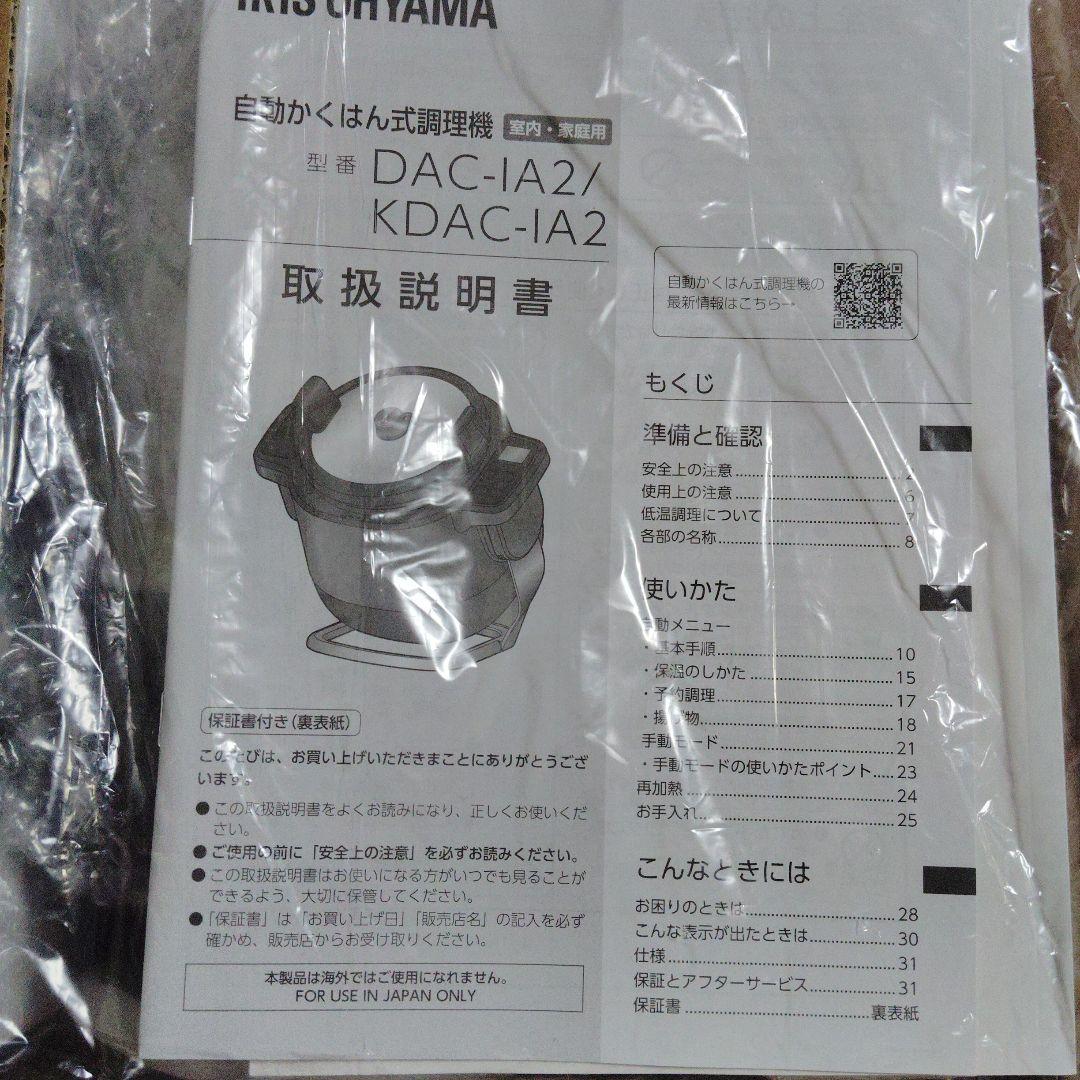 IRIS OHYAMA
自動かくはん式調理機 室内・家庭用
型番 DAC-IA2/
KDAC-IA2
取扱説明書
保証書付き(裏表紙)
このたびは、お買い上げいただきまことにありがとうござ
います。
●この取扱説明書をよくお読みになり、正しくお使いくだ
さい。
●ご使用の前に「安全上の注意」を必ずお読みください。
●この取扱説明書はお使いになる方がいつでも見ることが
できるよう、大切に保管してください。
●「保証書」は「お買い上げ日」「販売店名」の記入を必ず
確かめ、販売店からお受け取りください。
本製品は海外ではご使用になれません。
FOR USE IN JAPAN ONLY
自動かくはん式調理機の
最新情報はこちら→
もくじ
準備と確認
安全上の注意 2
使用上の注意 6
低温調理について 7
各部の名称 8
使いかた
自動メニュー
・基本手順 10
・保温のしかた 15
・予約調理 17
・揚げ物 18
手動モード 21
・手動モードの使いかたポイント 23
再加熱 24
お手入れ 25
こんなときには
お困りのときは 28
こんな表示が出たときは 30
仕様 31
保証とアフターサービス 31
保証書 裏表紙